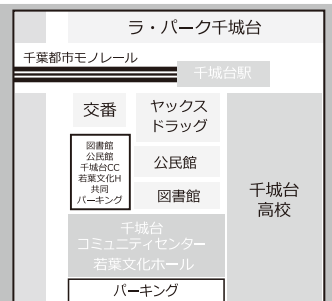 ラ・パーク千城台
千葉都市モノレール
千城台駅
交番
ヤックス
ドラッグ
図書館
公民館
千城台CC
若葉文化H
共同
パーキング
公民館
図書館
千城台
高校
千城台
コミュニティセンター
若葉文化ホール
パーキング